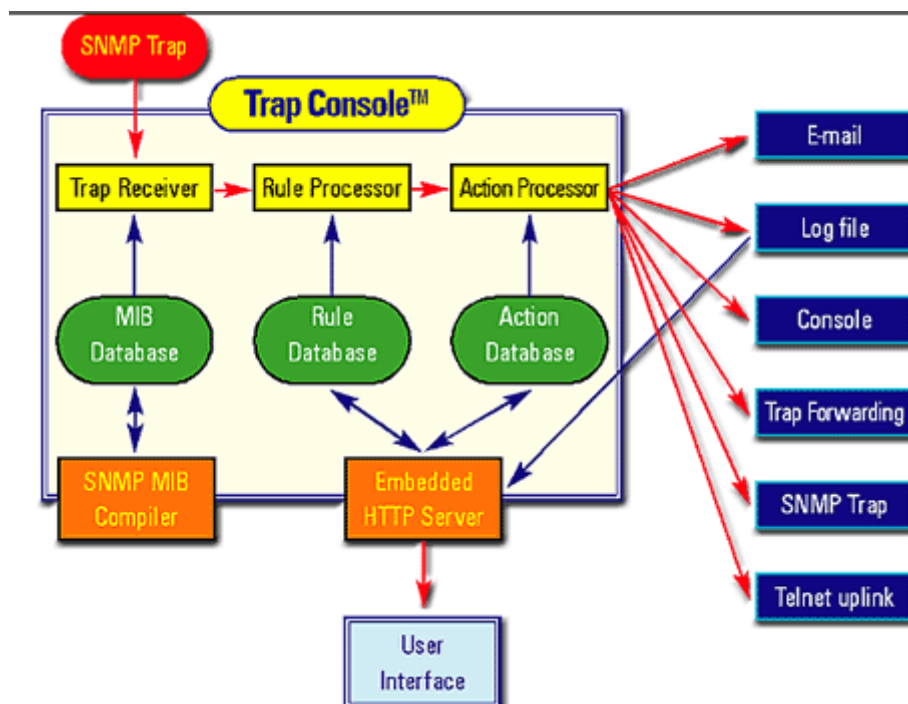 SNMP Trap
Trap Console™
Trap Receiver
Rule Processor
Action Processor
MIB
Database
Rule
Database
Action
Database
SNMP MIB
Compiler
Embedded
HTTP Server
User
Interface
E-mail
Log file
Console
Trap Forwarding
SNMP Trap
Telnet uplink